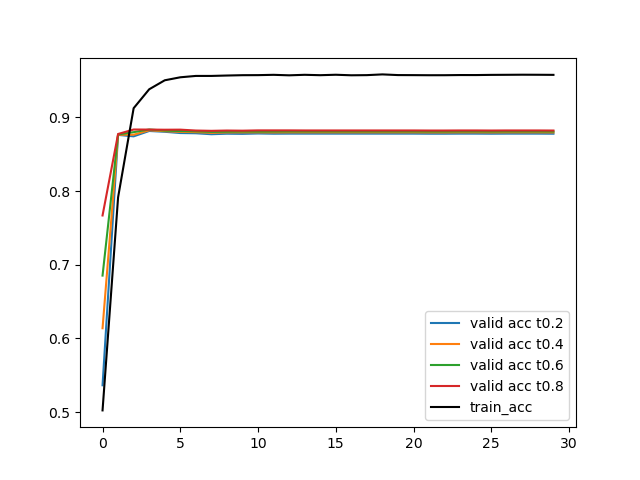 0.9
0.8
0.7
0.6
0.5
0 5 10 15 20 25 30
valid acc t0.2
valid acc t0.4
valid acc t0.6
valid acc t0.8
train_acc